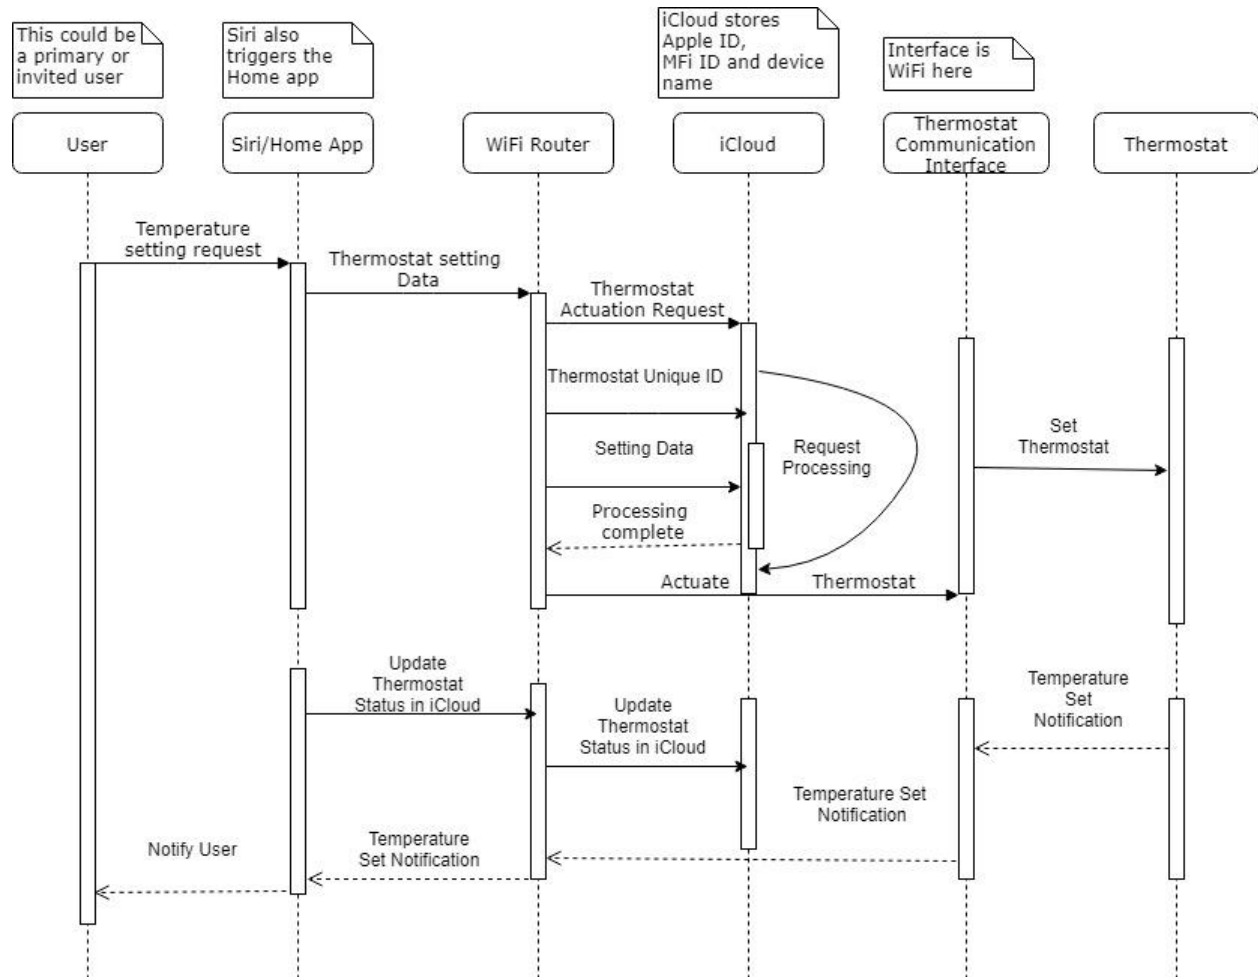 This could be
a primary or
invited user
Siri also
triggers the
Home app
iCloud stores
Apple ID,
MFi ID and device
name
Interface is
WiFi here
User
Siri/Home App
WiFi Router
iCloud
Thermostat
Communication
Interface
Thermostat
Temperature
setting request
Thermostat setting
Data
Thermostat
Actuation Request
Thermostat Unique ID
Setting Data
Request
Processing
Set
Thermostat
Processing
complete
Actuate
Thermostat
Update
Thermostat
Status in iCloud
Update
Thermostat
Status in iCloud
Temperature
Set
Notification
Temperature Set
Notification
Temperature
Set Notification
Notify User